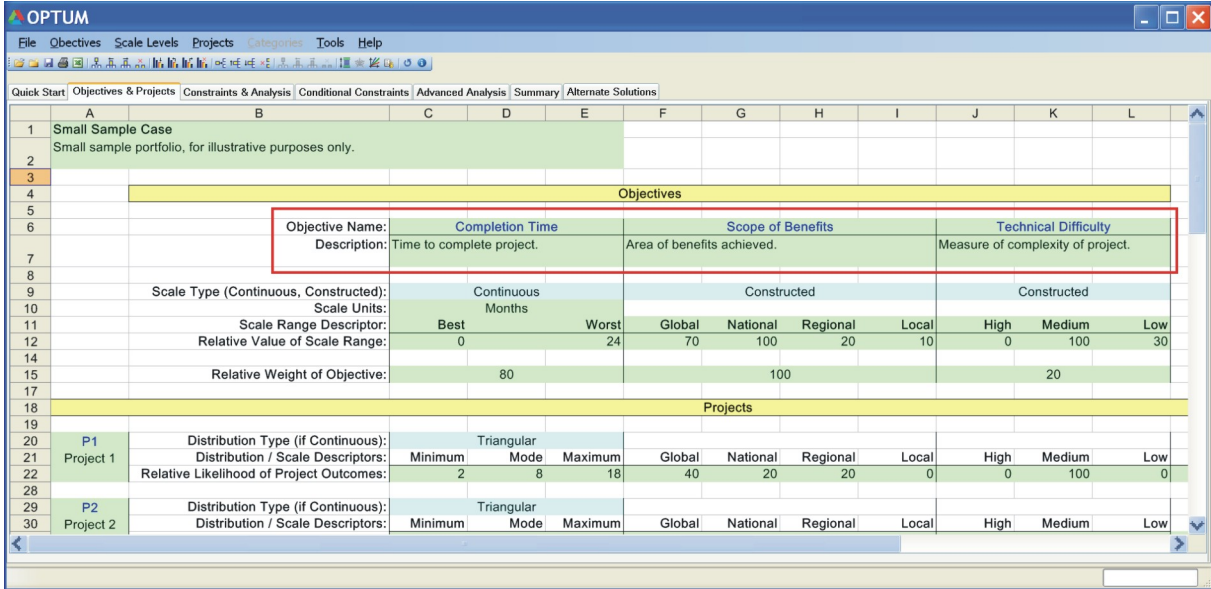 OPTUM
File Obectives Scale Levels Projects Categories Tools Help
Quick Start Objectives & Projects Constraints & Analysis Conditional Constraints Advanced Analysis Summary Alternate Solutions
A B C D E F G H I J K L
1 Small Sample Case
2 Small sample portfolio, for illustrative purposes only.
3
4 Objectives
5
6 Objective Name: Completion Time Scope of Benefits Technical Difficulty
7 Description: Time to complete project. Area of benefits achieved. Measure of complexity of project.
8
9 Scale Type (Continuous, Constructed): Continuous Constructed Constructed
10 Scale Units: Months
11 Scale Range Descriptor: Best Worst Global National Regional Local High Medium Low
12 Relative Value of Scale Range: 0 24 70 100 20 10 0 100 30
14
15 Relative Weight of Objective: 80 100 20
17
18 Projects
19
20 P1 Distribution Type (if Continuous): Triangular
21 Project 1 Distribution / Scale Descriptors: Minimum Mode Maximum Global National Regional Local High Medium Low
22 Relative Likelihood of Project Outcomes: 2 8 18 40 20 20 0 0 100 0
28
29 P2 Distribution Type (if Continuous): Triangular
30 Project 2 Distribution / Scale Descriptors: Minimum Mode Maximum Global National Regional Local High Medium Low